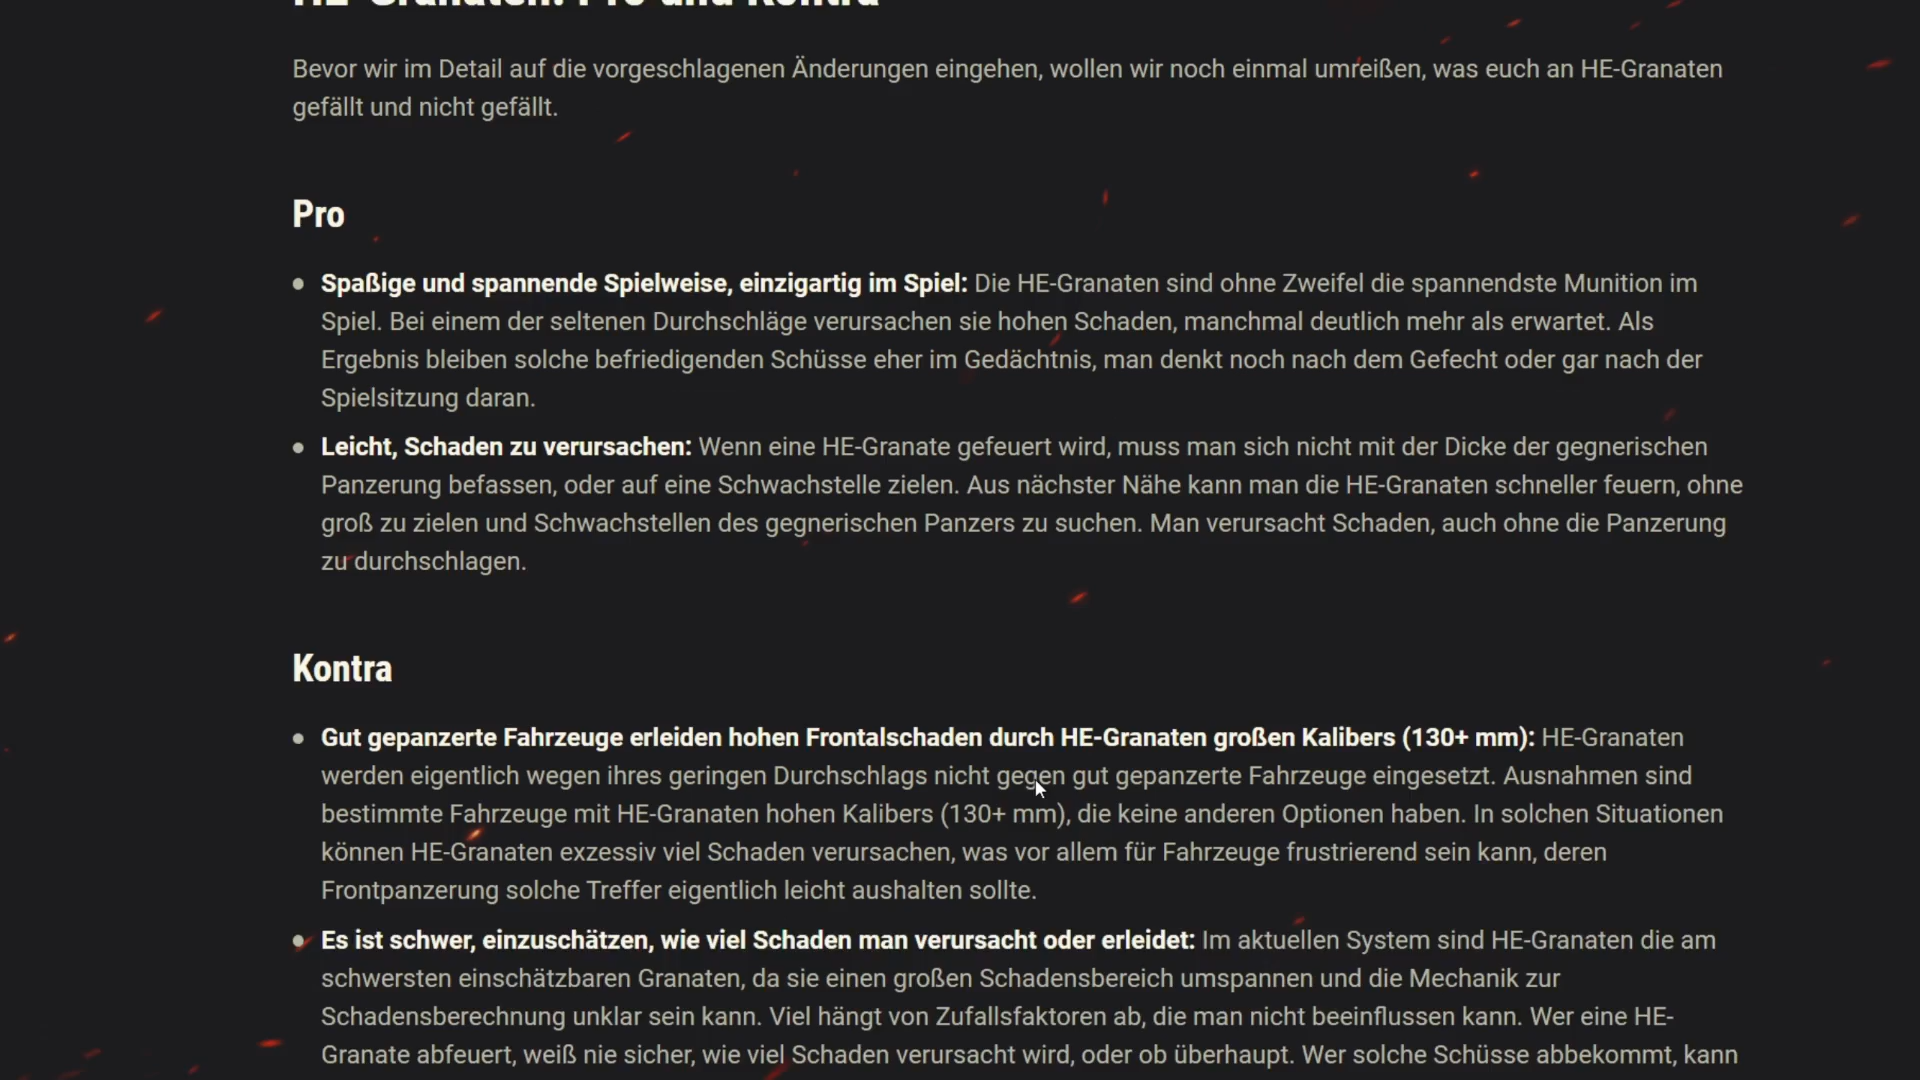 HE-Granaten: Pro und Kontra
Bevor wir im Detail auf die vorgeschlagenen Änderungen eingehen, wollen wir noch einmal umreißen, was euch an HE-Granaten
gefällt und nicht gefällt.
Pro
Spaßige und spannende Spielweise, einzigartig im Spiel: Die HE-Granaten sind ohne Zweifel die spannendste Munition im
Spiel. Bei einem der seltenen Durchschläge verursachen sie hohen Schaden, manchmal deutlich mehr als erwartet. Als
Ergebnis bleiben solche befriedigenden Schüsse eher im Gedächtnis, man denkt noch nach dem Gefecht oder gar nach der
Spielsitzung daran.
Leicht, Schaden zu verursachen: Wenn eine HE-Granate gefeuert wird, muss man sich nicht mit der Dicke der gegnerischen
Panzerung befassen, oder auf eine Schwachstelle zielen. Aus nächster Nähe kann man die HE-Granaten schneller feuern, ohne
groß zu zielen und Schwachstellen des gegnerischen Panzers zu suchen. Man verursacht Schaden, auch ohne die Panzerung
zu durchschlagen.
Kontra
Gut gepanzerte Fahrzeuge erleiden hohen Frontalschaden durch HE-Granaten großen Kalibers (130+ mm): HE-Granaten
werden eigentlich wegen ihres geringen Durchschlags nicht gegen gut gepanzerte Fahrzeuge eingesetzt. Ausnahmen sind
bestimmte Fahrzeuge mit HE-Granaten hohen Kalibers (130+ mm), die keine anderen Optionen haben. In solchen Situationen
können HE-Granaten exzessiv viel Schaden verursachen, was vor allem für Fahrzeuge frustrierend sein kann, deren
Frontpanzerung solche Treffer eigentlich leicht aushalten sollte.
Es ist schwer, einzuschätzen, wie viel Schaden man verursacht oder erleidet: Im aktuellen System sind HE-Granaten die am
schwersten einschätzbaren Granaten, da sie einen großen Schadensbereich umspannen und die Mechanik zur
Schadensberechnung unklar sein kann. Viel hängt von Zufallsfaktoren ab, die man nicht beeinflussen kann. Wer eine HE-
Granate abfeuert, weiß nie sicher, wie viel Schaden verursacht wird, oder ob überhaupt. Wer solche Schüsse abbekommt, kann